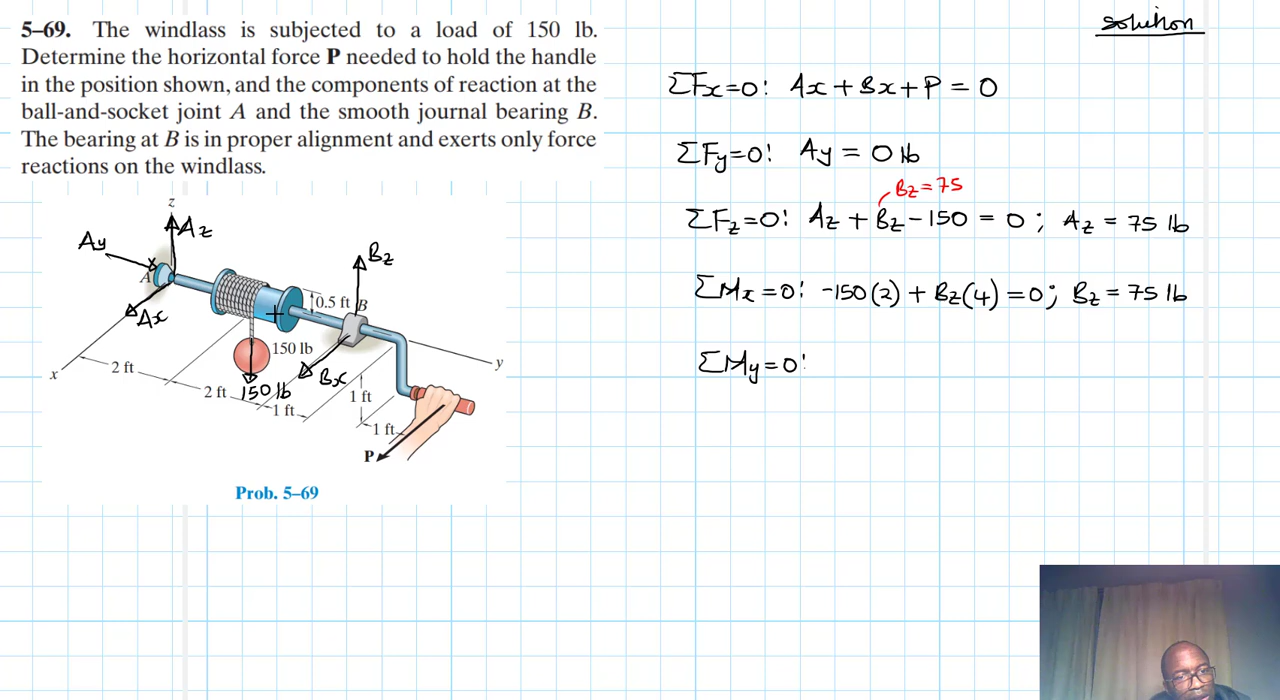 5–69. The windlass is subjected to a load of 150 lb.
Determine the horizontal force P needed to hold the handle
in the position shown, and the components of reaction at the
ball-and-socket joint A and the smooth journal bearing B.
The bearing at B is in proper alignment and exerts only force
reactions on the windlass.
solution
ΣFx=0: Ax+Bx+P=0
ΣFy=0: Ay = 0 lb
Bz=75
ΣFz=0: Az + Bz – 150 = 0; Az = 75 lb
ΣMx=0: -150(2) + Bz(4) = 0; Bz = 75 lb
ΣMy=0:
z
Az
Ay
A
Ax
Bz
0.5 ft
B
150 lb
x
2 ft
y
2 ft
150 lb
Bx
1 ft
1 ft
1 ft
P
Prob. 5–69